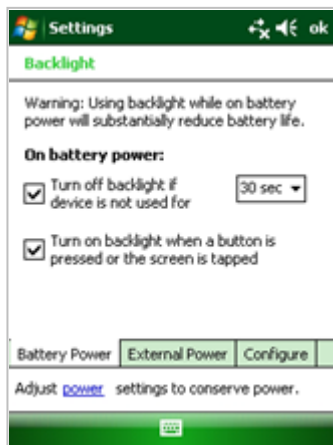 Settings ok
Backlight
Warning: Using backlight while on battery
power will substantially reduce battery life.
On battery power:
Turn off backlight if 30 sec
device is not used for
Turn on backlight when a button is
pressed or the screen is tapped
Battery Power External Power Configure
Adjust power settings to conserve power.